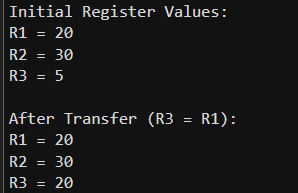 Initial Register Values:
R1 = 20
R2 = 30
R3 = 5
After Transfer (R3 = R1):
R1 = 20
R2 = 30
R3 = 20